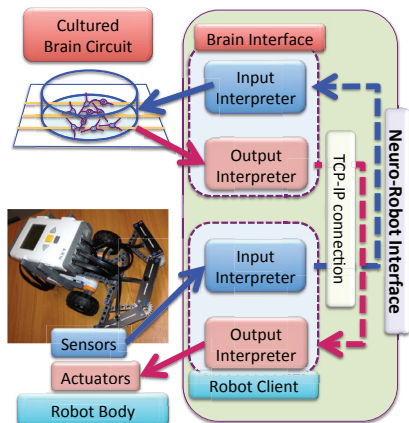 Cultured
Brain Circuit
Brain Interface
Input
Interpreter
Output
Interpreter
TCP-IP connection
Neuro-Robot Interface
Input
Interpreter
Output
Interpreter
Robot Client
Sensors
Actuators
Robot Body